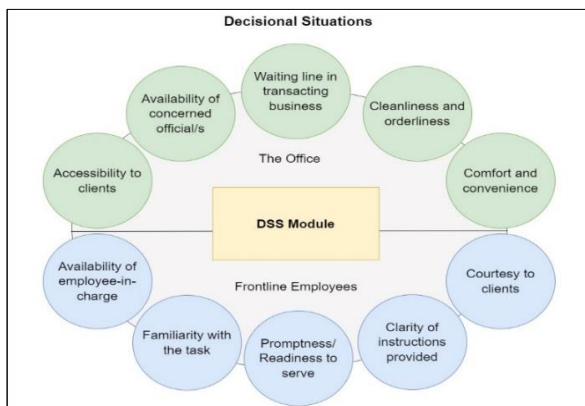 Decisional Situations
Waiting line in
transacting
business
Availability of
concerned
official/s
Cleanliness and
orderliness
Accessibility to
clients
The Office
Comfort and
convenience
DSS Module
Availability of
employee-in-
charge
Frontline Employees
Courtesy to
clients
Familiarity with
the task
Promptness/
Readiness to
serve
Clarity of
instructions
provided